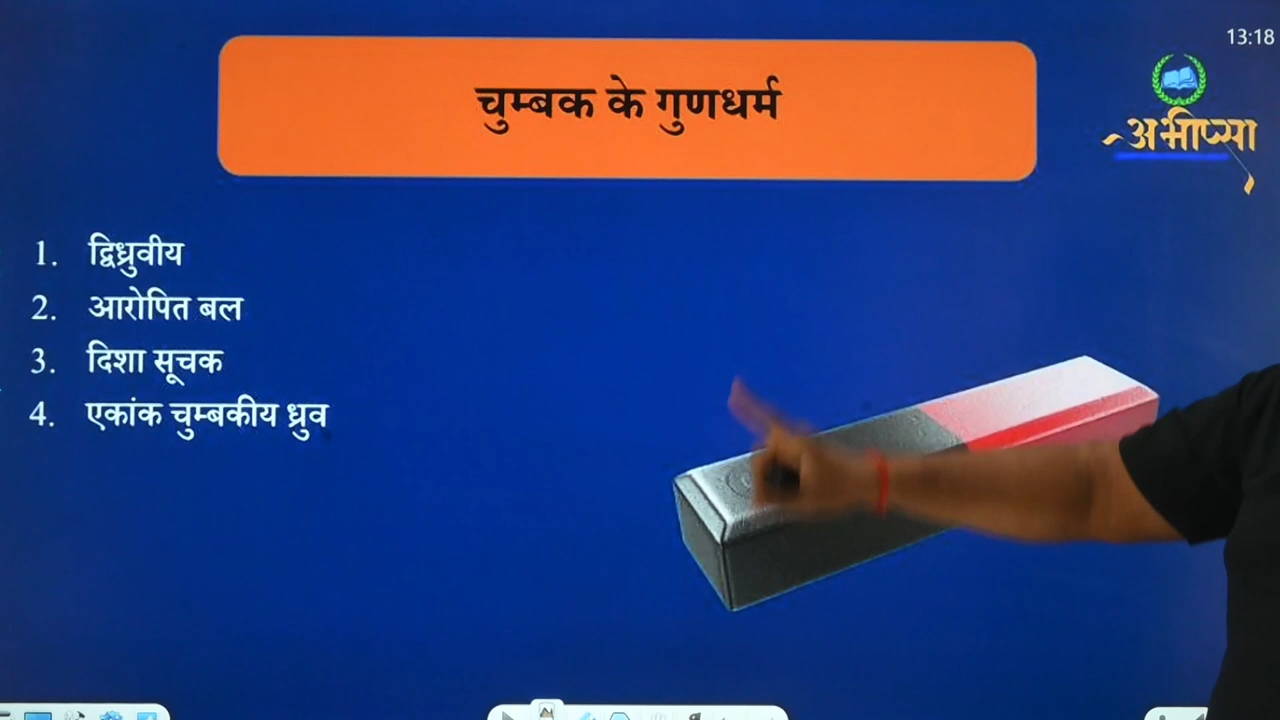 13:18
चुम्बक के गुणधर्म
अभीप्सा
1. द्विध्रुवीय
2. आरोपित बल
3. दिशा सूचक
4. एकांक चुम्बकीय ध्रुव